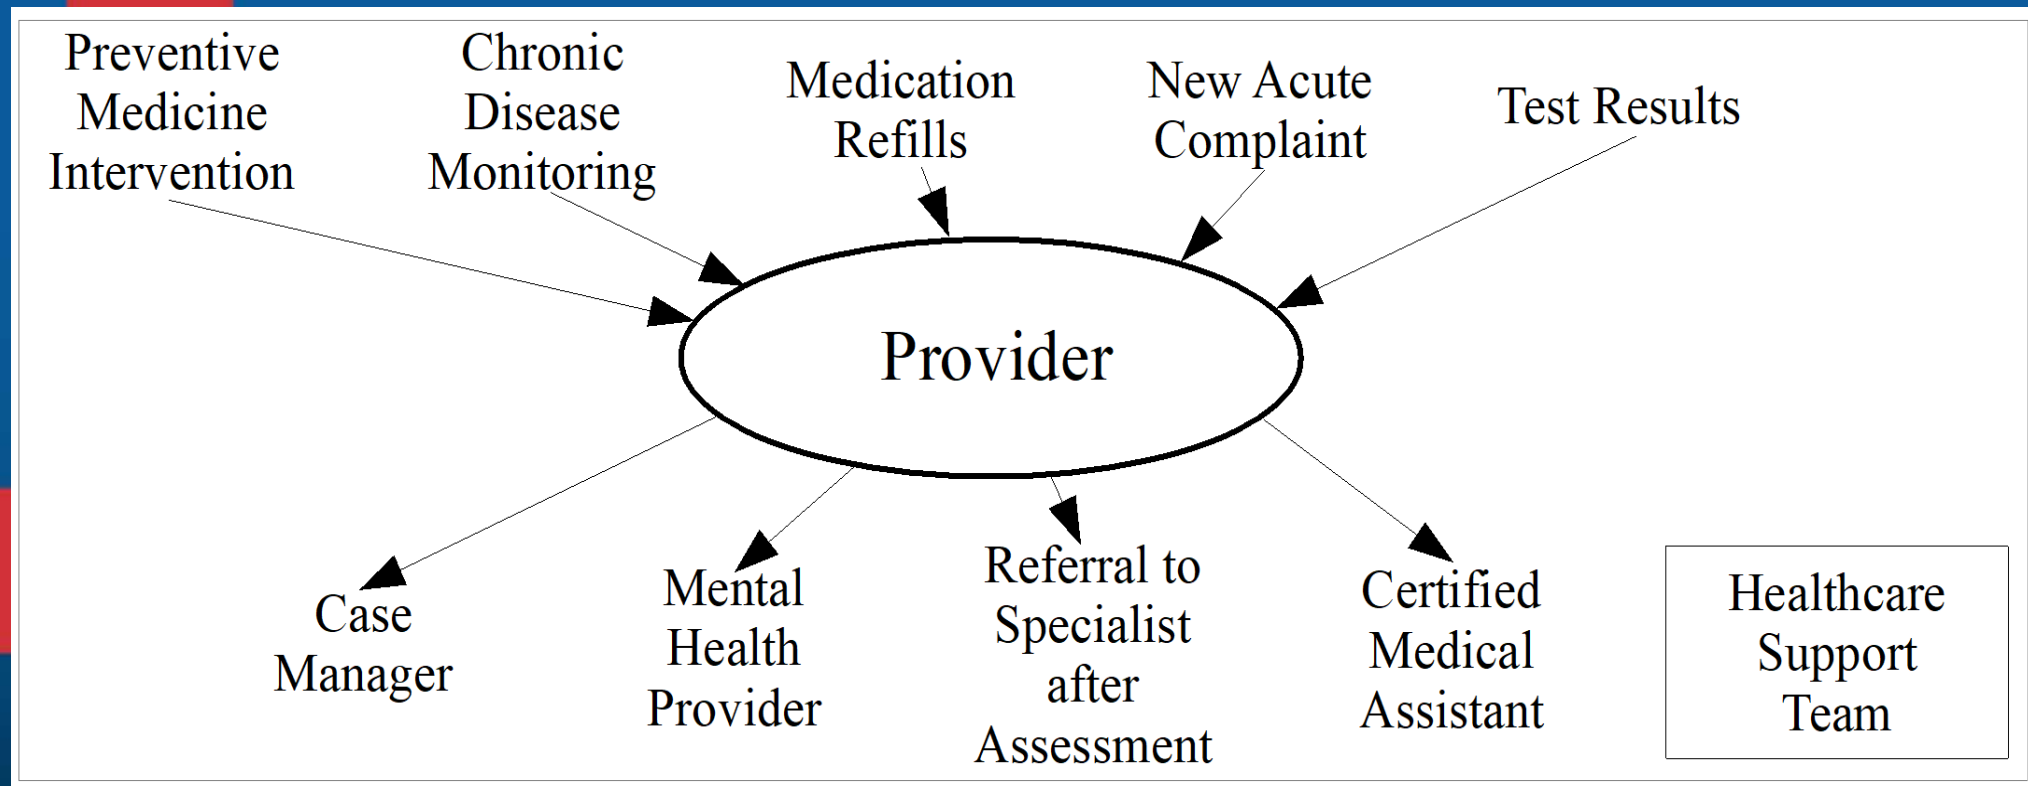 Preventive
Medicine
Intervention
Chronic
Disease
Monitoring
Medication
Refills
New Acute
Complaint
Test Results
Provider
Case
Manager
Mental
Health
Provider
Referral to
Specialist
after
Assessment
Certified
Medical
Assistant
Healthcare
Support
Team